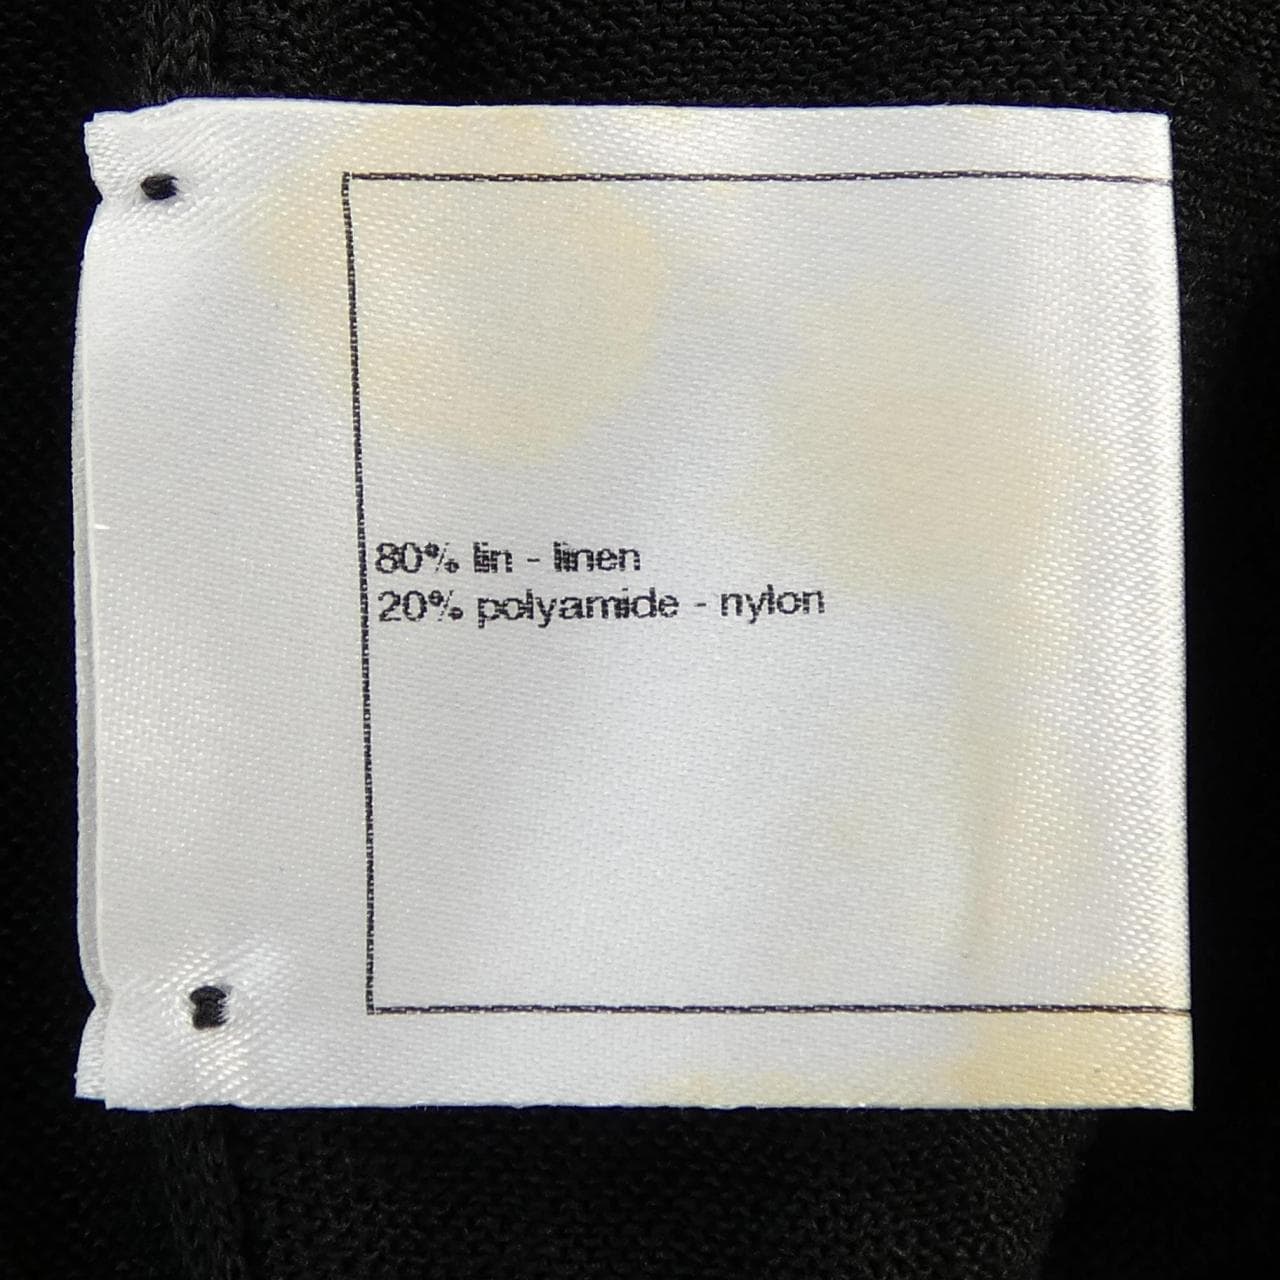 80% lin - linen
20% polyamide - nylon